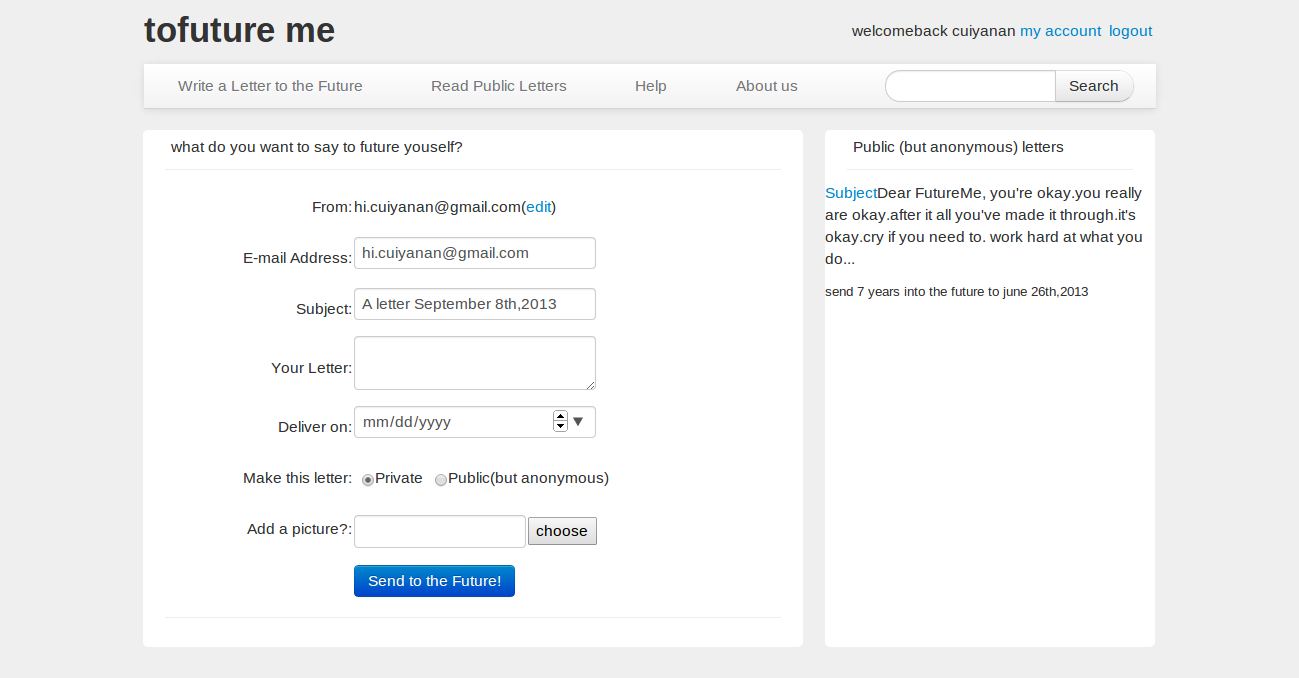 tofuture me
welcomeback cuiyanan my account logout
Write a Letter to the Future Read Public Letters Help About us Search
what do you want to say to future youself?
From: hi.cuiyanan@gmail.com(edit)
E-mail Address: hi.cuiyanan@gmail.com
Subject: A letter September 8th,2013
Your Letter:
Deliver on: mm/dd/yyyy
Make this letter: Private Public(but anonymous)
Add a picture?: choose
Send to the Future!
Public (but anonymous) letters
SubjectDear FutureMe, you're okay.you really
are okay.after it all you've made it through.it's
okay.cry if you need to. work hard at what you
do...
send 7 years into the future to june 26th,2013